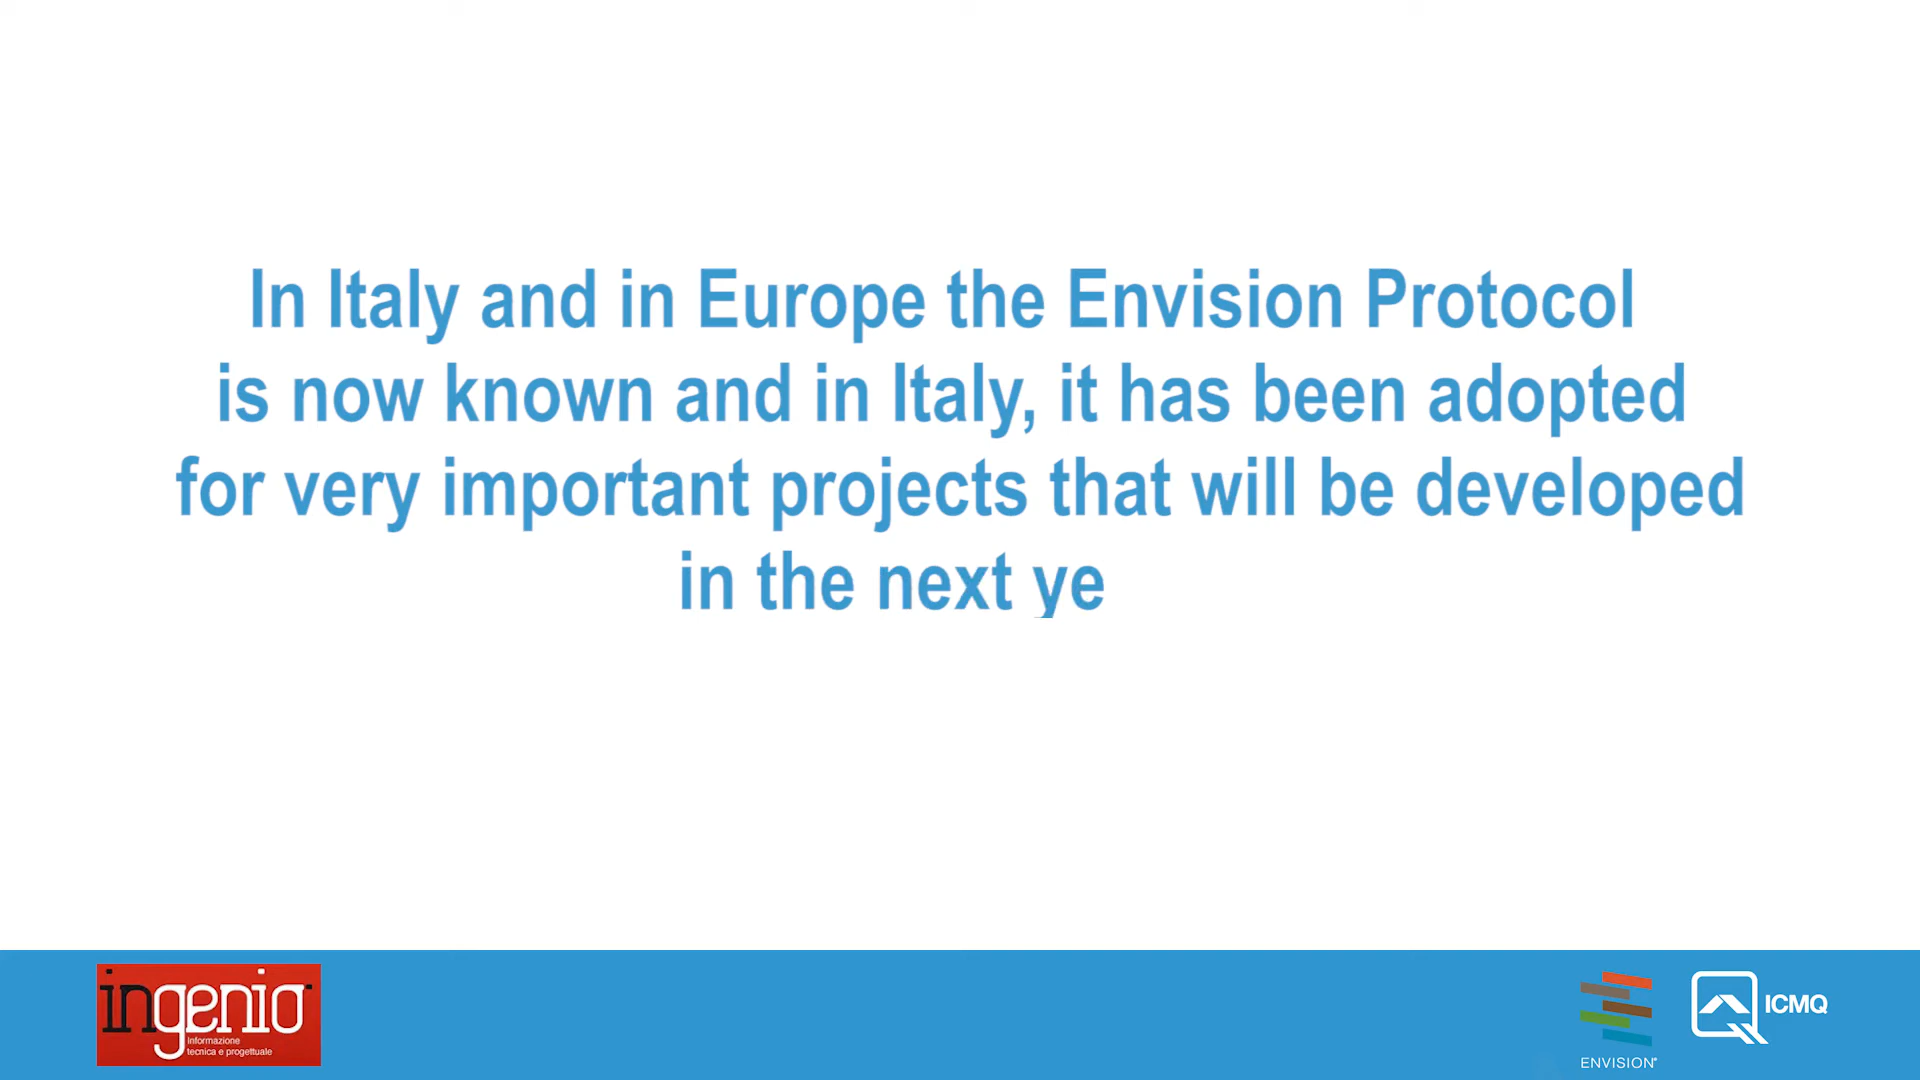 In Italy and in Europe the Envision Protocol
is now known and in Italy, it has been adopted
for very important projects that will be developed
in the next ye
ingenio
Informazione
tecnica e progettuale
ENVISION®
ICMQ